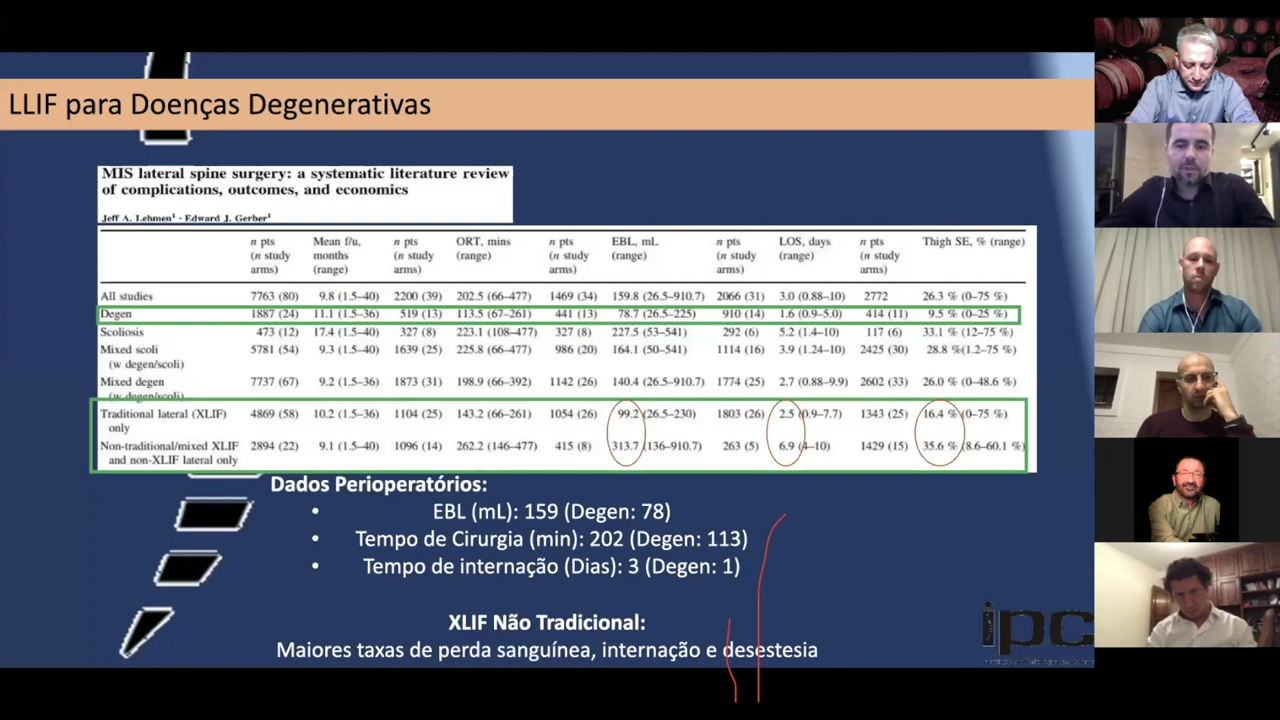 LLIF para Doenças Degenerativas
MIS lateral spine surgery: a systematic literature review
of complications, outcomes, and economics
Jeff A. Lehmen¹ · Edward J. Gerber¹
n pts Mean f/u, n pts ORT, mins n pts EBL, mL n pts LOS, days n pts Thigh SE, % (range)
(n study months (n study (range) (n study (range) (n study (range) (n study
arms) (range) arms) arms) arms) arms)
All studies 7763 (80) 9.8 (1.5–40) 2200 (39) 202.5 (66–477) 1469 (34) 159.8 (26.5–910.7) 2066 (31) 3.0 (0.88–10) 2772 26.3 % (0–75 %)
Degen 1887 (24) 11.1 (1.5–36) 519 (13) 113.5 (67–261) 441 (13) 78.7 (26.5–225) 910 (14) 1.6 (0.9–5.0) 414 (11) 9.5 % (0–25 %)
Scoliosis 473 (12) 17.4 (1.5–40) 327 (8) 223.1 (108–477) 327 (8) 227.5 (53–541) 292 (6) 5.2 (1.4–10) 117 (6) 33.1 % (12–75 %)
Mixed scoli 5781 (54) 9.3 (1.5–40) 1639 (25) 225.8 (66–477) 986 (20) 164.1 (50–541) 1114 (16) 3.9 (1.24–10) 2425 (30) 28.8 %(1.2–75 %)
(w degen/scoli)
Mixed degen 7737 (67) 9.2 (1.5–36) 1873 (31) 198.9 (66–392) 1142 (26) 140.4 (26.5–910.7) 1774 (25) 2.7 (0.88–9.9) 2602 (33) 26.0 % (0–48.6 %)
(w degen/scoli)
Traditional lateral (XLIF) 4869 (58) 10.2 (1.5–36) 1104 (25) 143.2 (66–261) 1054 (26) 99.2 (26.5–230) 1803 (26) 2.5 (0.9–7.7) 1343 (25) 16.4 % (0–75 %)
only
Non-traditional/mixed XLIF 2894 (22) 9.1 (1.5–40) 1096 (14) 262.2 (146–477) 415 (8) 313.7 (136–910.7) 263 (5) 6.9 (4–10) 1429 (15) 35.6 % (8.6–60.1 %)
and non-XLIF lateral only
Dados Perioperatórios:
• EBL (mL): 159 (Degen: 78)
• Tempo de Cirurgia (min): 202 (Degen: 113)
• Tempo de internação (Dias): 3 (Degen: 1)
XLIF Não Tradicional:
Maiores taxas de perda sanguínea, internação e desestesia
ipc